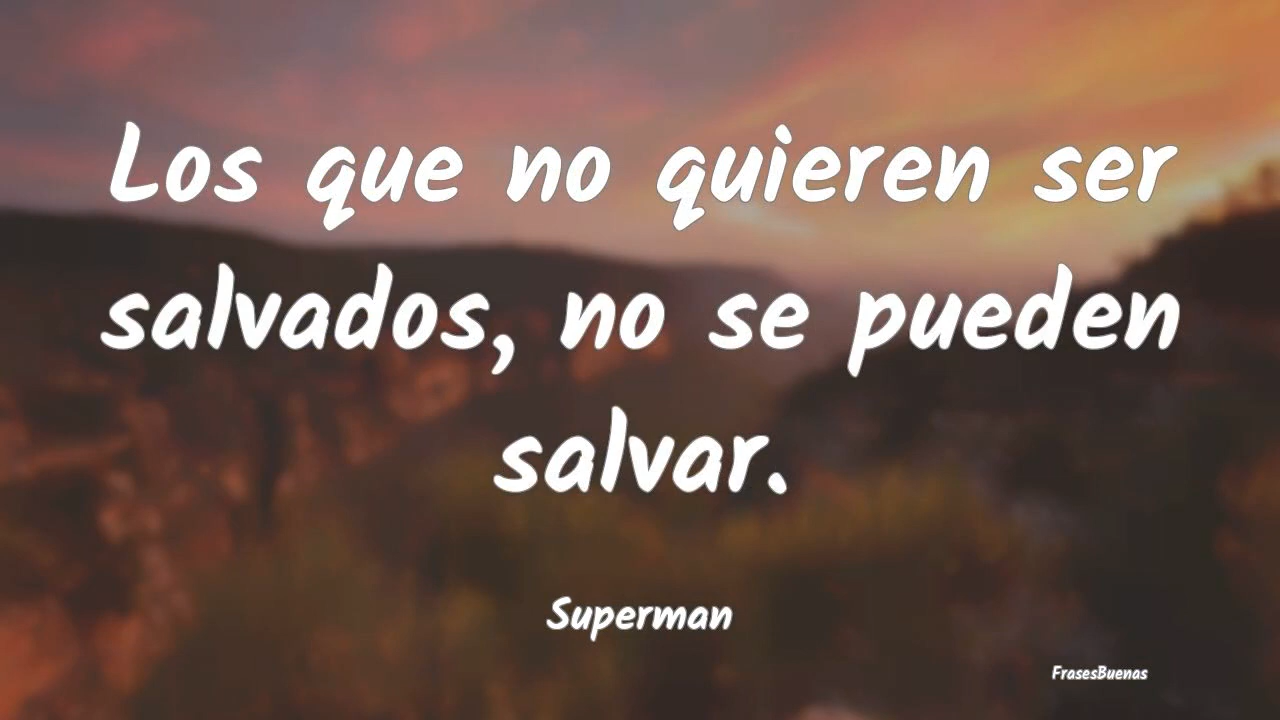 Los que no quieren ser
salvados, no se pueden
salvar.
Superman
FrasesBuenas